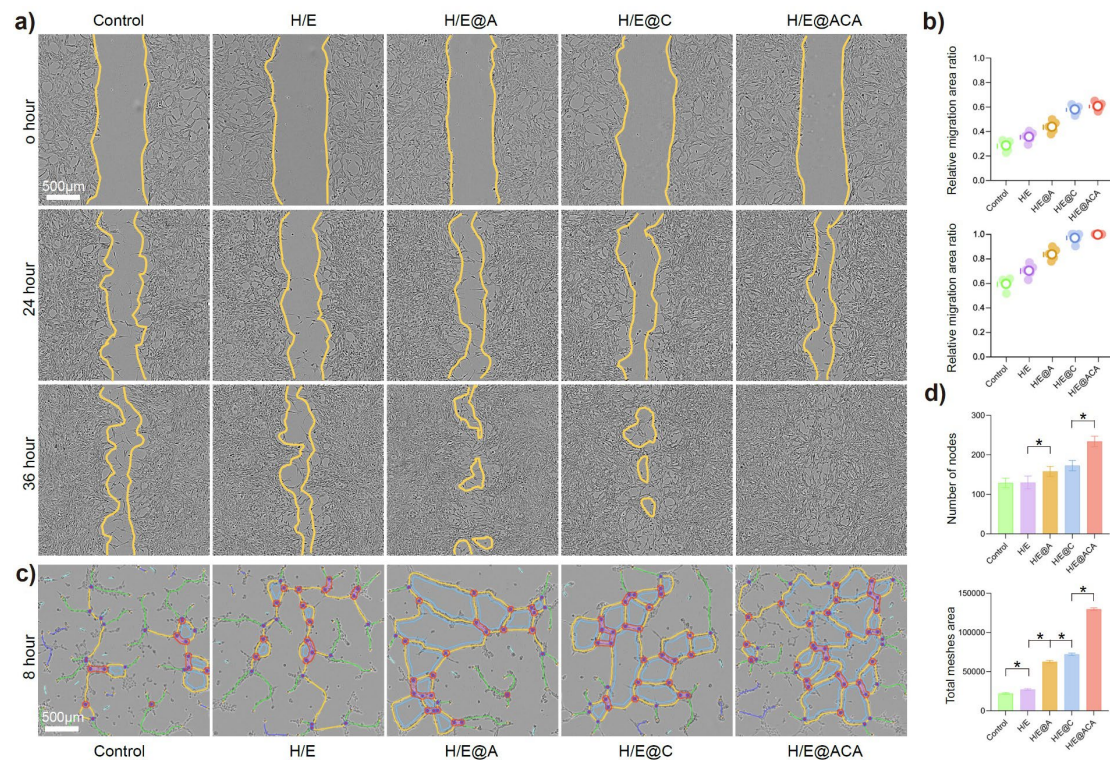 a)
Control
H/E
H/E@A
H/E@C
H/E@ACA
0 hour
500μm
24 hour
36 hour
b)
Relative migration area ratio
1.0
0.8
0.6
0.4
0.2
0.0
Control
H/E
H/E@A
H/E@C
H/E@ACA
Relative migration area ratio
1.0
0.8
0.6
0.4
0.2
0.0
Control
H/E
H/E@A
H/E@C
H/E@ACA
c)
8 hour
500μm
Control
H/E
H/E@A
H/E@C
H/E@ACA
d)
Number of nodes
300
200
100
0
*
*
Control
H/E
H/E@A
H/E@C
H/E@ACA
Total meshes area
150000
100000
50000
0
*
*
*
*
Control
H/E
H/E@A
H/E@C
H/E@ACA